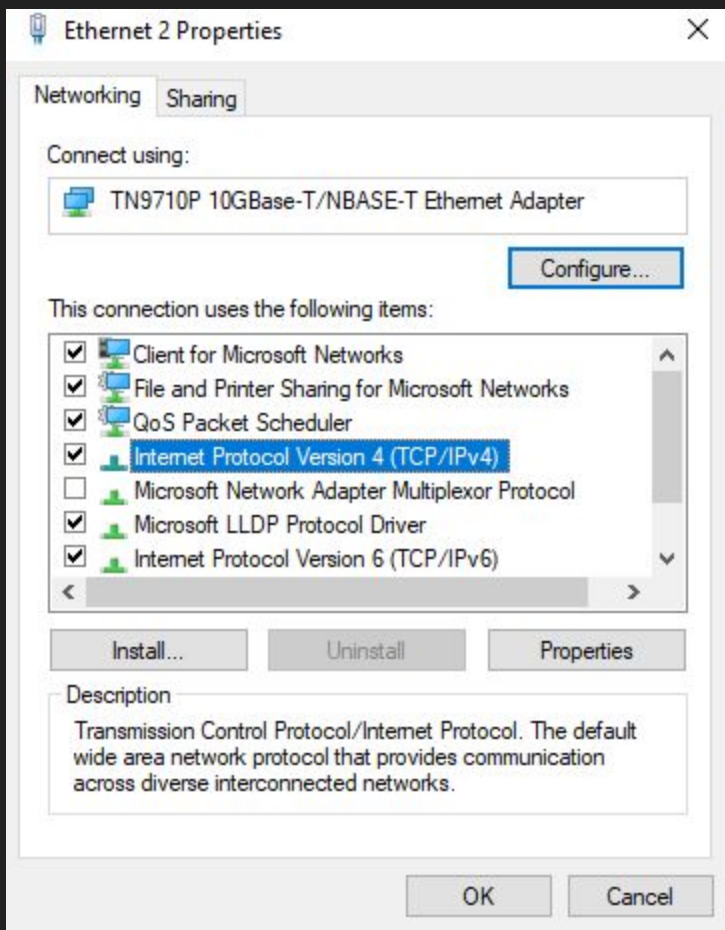 Ethernet 2 Properties
Networking
Sharing
Connect using:
TN9710P 10GBase-T/NBASE-T Ethernet Adapter
Configure...
This connection uses the following items:
Client for Microsoft Networks
File and Printer Sharing for Microsoft Networks
QoS Packet Scheduler
Internet Protocol Version 4 (TCP/IPv4)
Microsoft Network Adapter Multiplexor Protocol
Microsoft LLDP Protocol Driver
Internet Protocol Version 6 (TCP/IPv6)
Install...
Uninstall
Properties
Description
Transmission Control Protocol/Internet Protocol. The default
wide area network protocol that provides communication
across diverse interconnected networks.
OK
Cancel